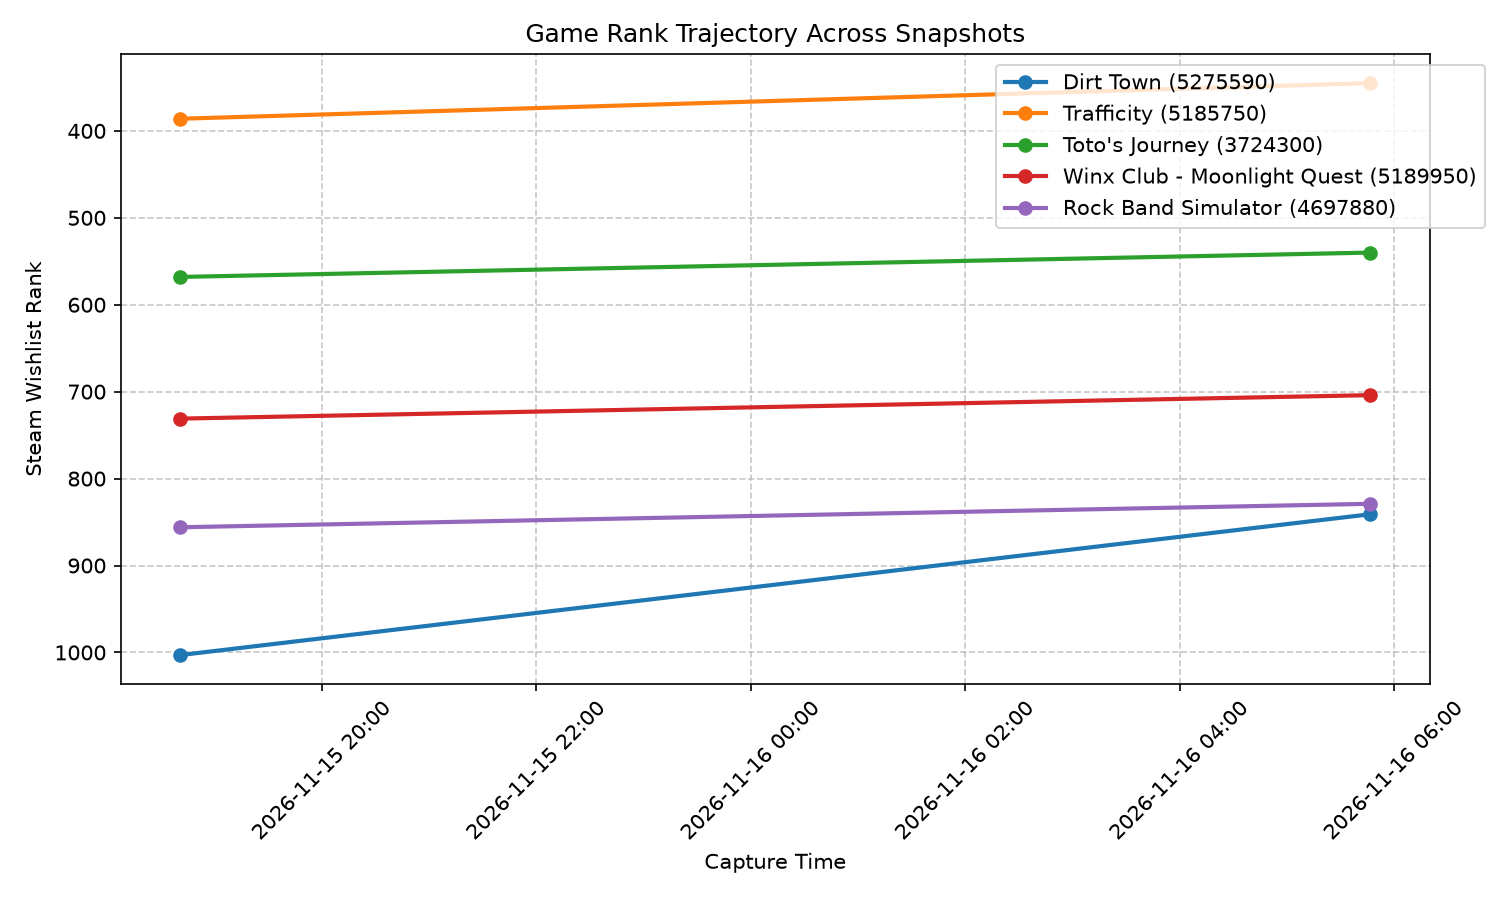 Game Rank Trajectory Across Snapshots
Dirt Town (5275590)
Trafficity (5185750)
Toto's Journey (3724300)
Winx Club - Moonlight Quest (5189950)
Rock Band Simulator (4697880)
Steam Wishlist Rank
400
500
600
700
800
900
1000
2026-11-15 20:00
2026-11-15 22:00
2026-11-16 00:00
2026-11-16 02:00
2026-11-16 04:00
2026-11-16 06:00
Capture Time